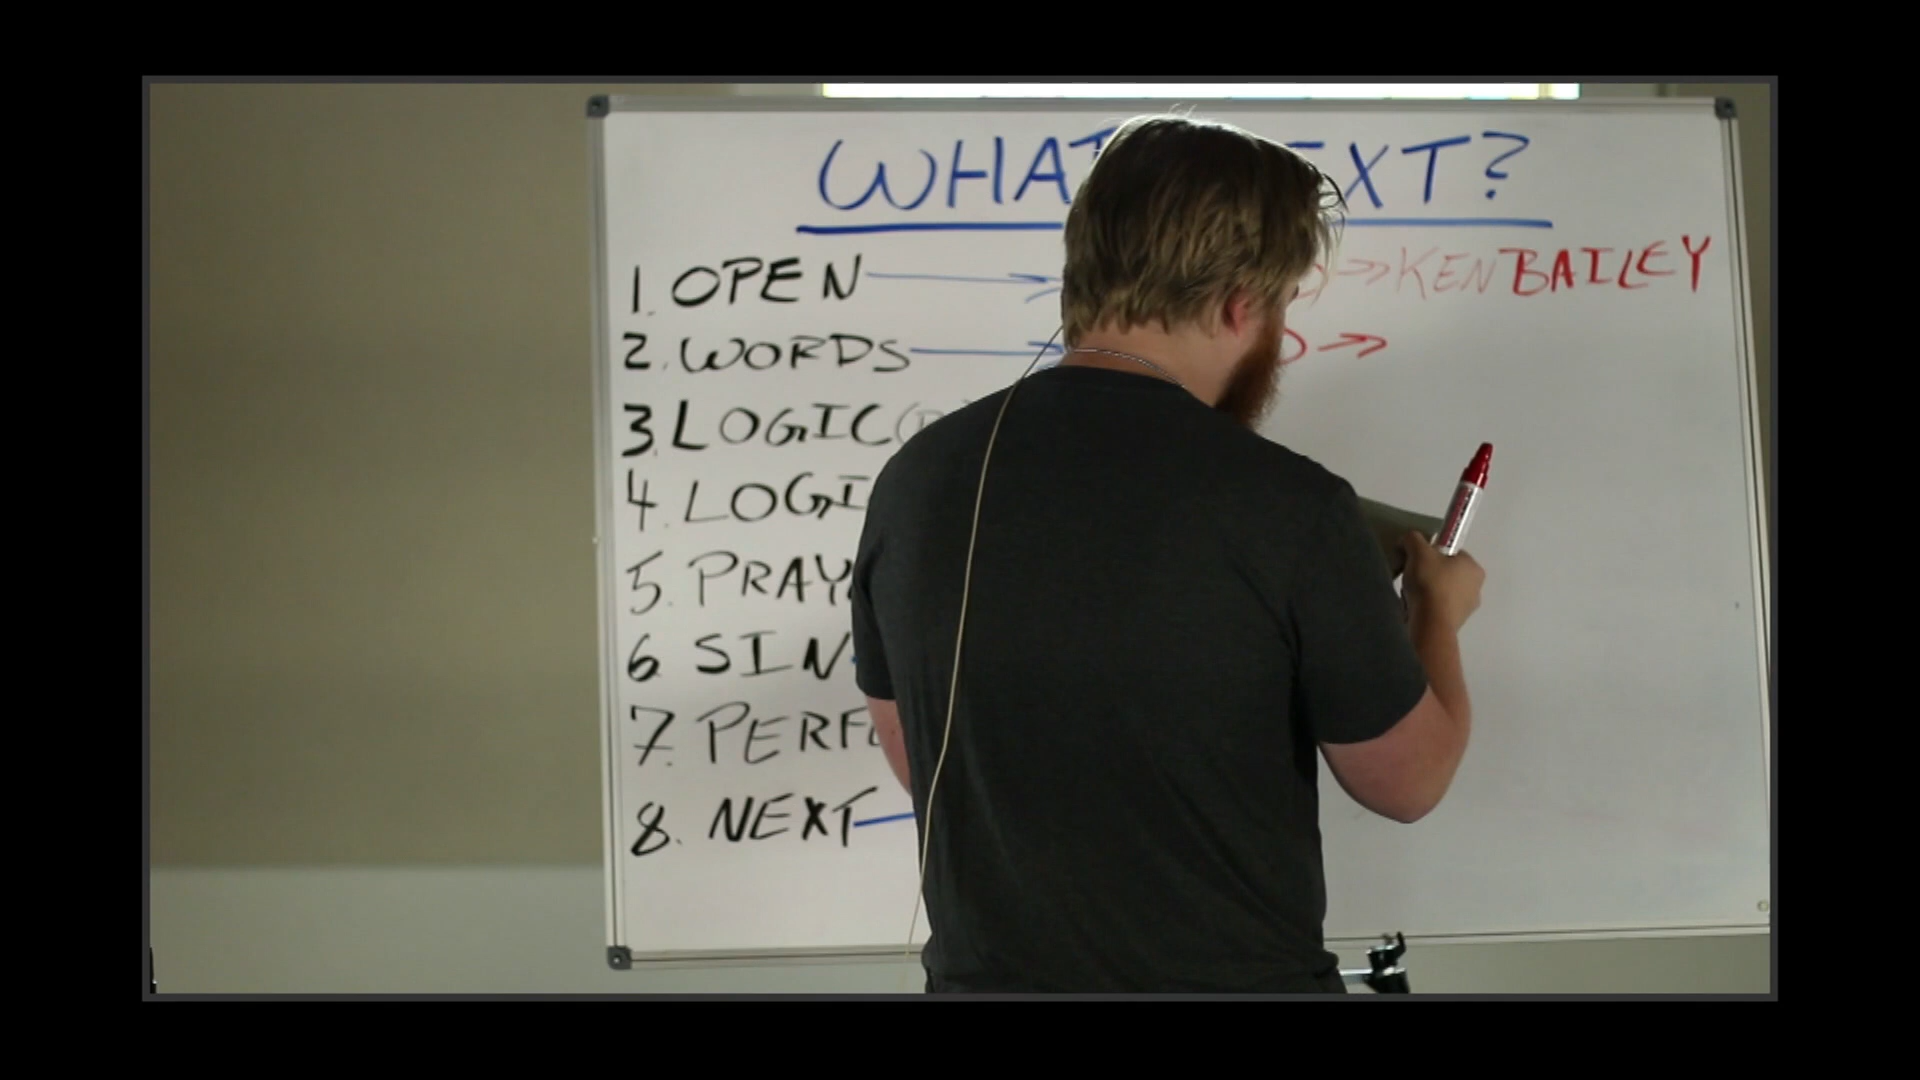 WHAT NEXT?
1. OPEN → → KEN BAILEY
2. WORDS → →
3. LOGIC
4. LOGI
5. PRAY
6 SIN
7. PERF
8. NEXT